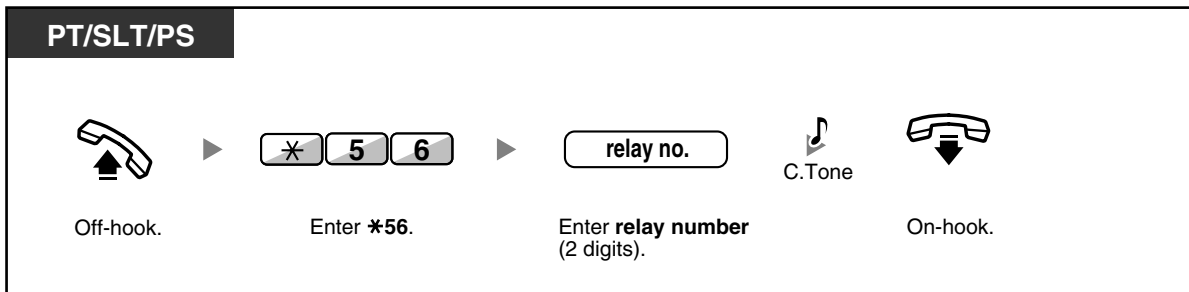 PT/SLT/PS
✳ 5 6
relay no.
C.Tone
Off-hook.
Enter ✳56.
Enter relay number
(2 digits).
On-hook.